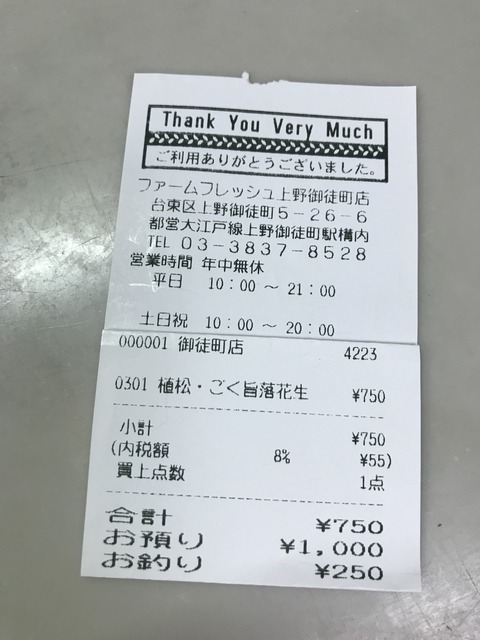 Thank You Very Much
ご利用ありがとうございました。
ファームフレッシュ上野御徒町店
台東区上野御徒町5-26-6
都営大江戸線上野御徒町駅構内
TEL 03-3837-8528
営業時間 年中無休
平日 10:00 ~ 21:00
土日祝 10:00 ~ 20:00
000001 御徒町店 4223
0301 植松・ごく旨落花生 ¥750
小計 ¥750
(内税額 8% ¥55)
買上点数 1点
合計 ¥750
お預り ¥1,000
お釣り ¥250